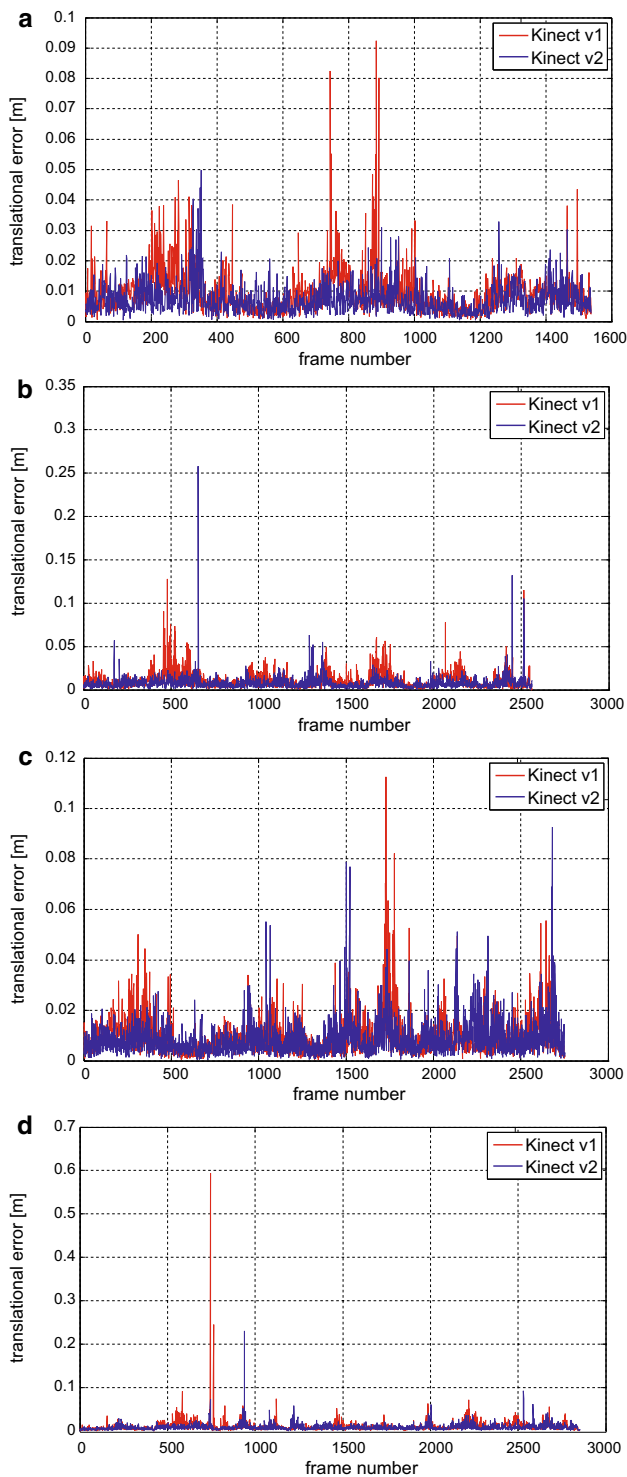 a
0.1
0.09
0.08
0.07
0.06
0.05
0.04
0.03
0.02
0.01
0
translational error [m]
Kinect v1
Kinect v2
0 200 400 600 800 1000 1200 1400 1600
frame number
b
0.35
0.3
0.25
0.2
0.15
0.1
0.05
0
translational error [m]
Kinect v1
Kinect v2
0 500 1000 1500 2000 2500 3000
frame number
c
0.12
0.1
0.08
0.06
0.04
0.02
0
translational error [m]
Kinect v1
Kinect v2
0 500 1000 1500 2000 2500 3000
frame number
d
0.7
0.6
0.5
0.4
0.3
0.2
0.1
0
translational error [m]
Kinect v1
Kinect v2
0 500 1000 1500 2000 2500 3000
frame number